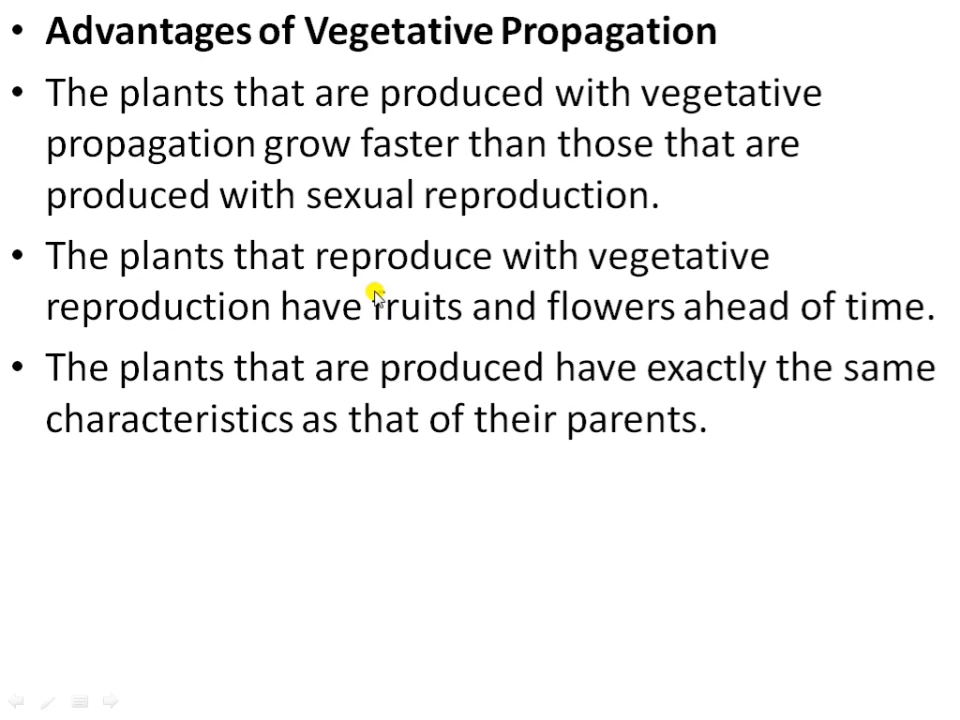 • Advantages of Vegetative Propagation
• The plants that are produced with vegetative
propagation grow faster than those that are
produced with sexual reproduction.
• The plants that reproduce with vegetative
reproduction have fruits and flowers ahead of time.
• The plants that are produced have exactly the same
characteristics as that of their parents.